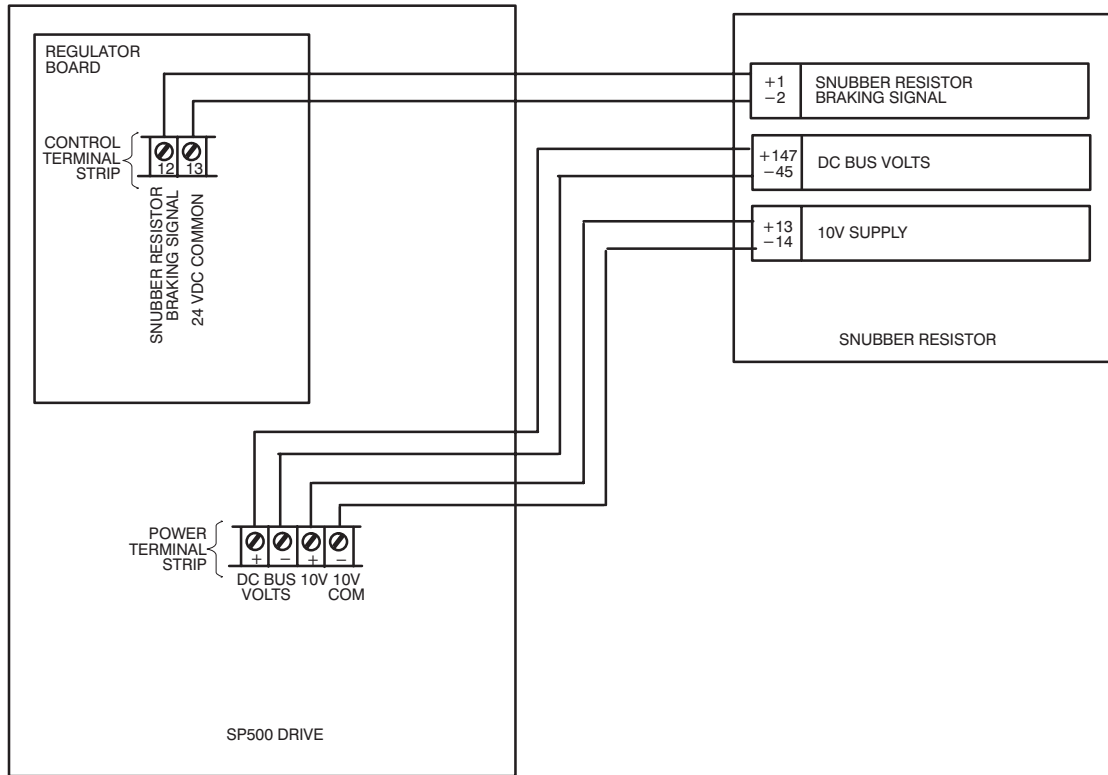 REGULATOR
BOARD
CONTROL
TERMINAL
STRIP
12 13
SNUBBER RESISTOR
BRAKING SIGNAL
24 VDC COMMON
+1
−2
SNUBBER RESISTOR
BRAKING SIGNAL
+147
−45
DC BUS VOLTS
+13
−14
10V SUPPLY
SNUBBER RESISTOR
POWER
TERMINAL
STRIP
+ − + −
DC BUS 10V 10V
VOLTS COM
SP500 DRIVE